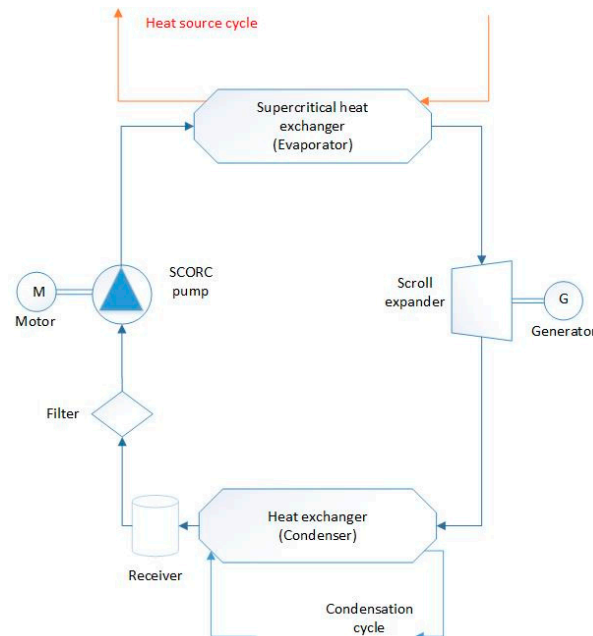 Heat source cycle
Supercritical heat
exchanger
(Evaporator)
SCORC
pump
M
Motor
Scroll
expander
G
Generator
Filter
Heat exchanger
(Condenser)
Receiver
Condensation
cycle